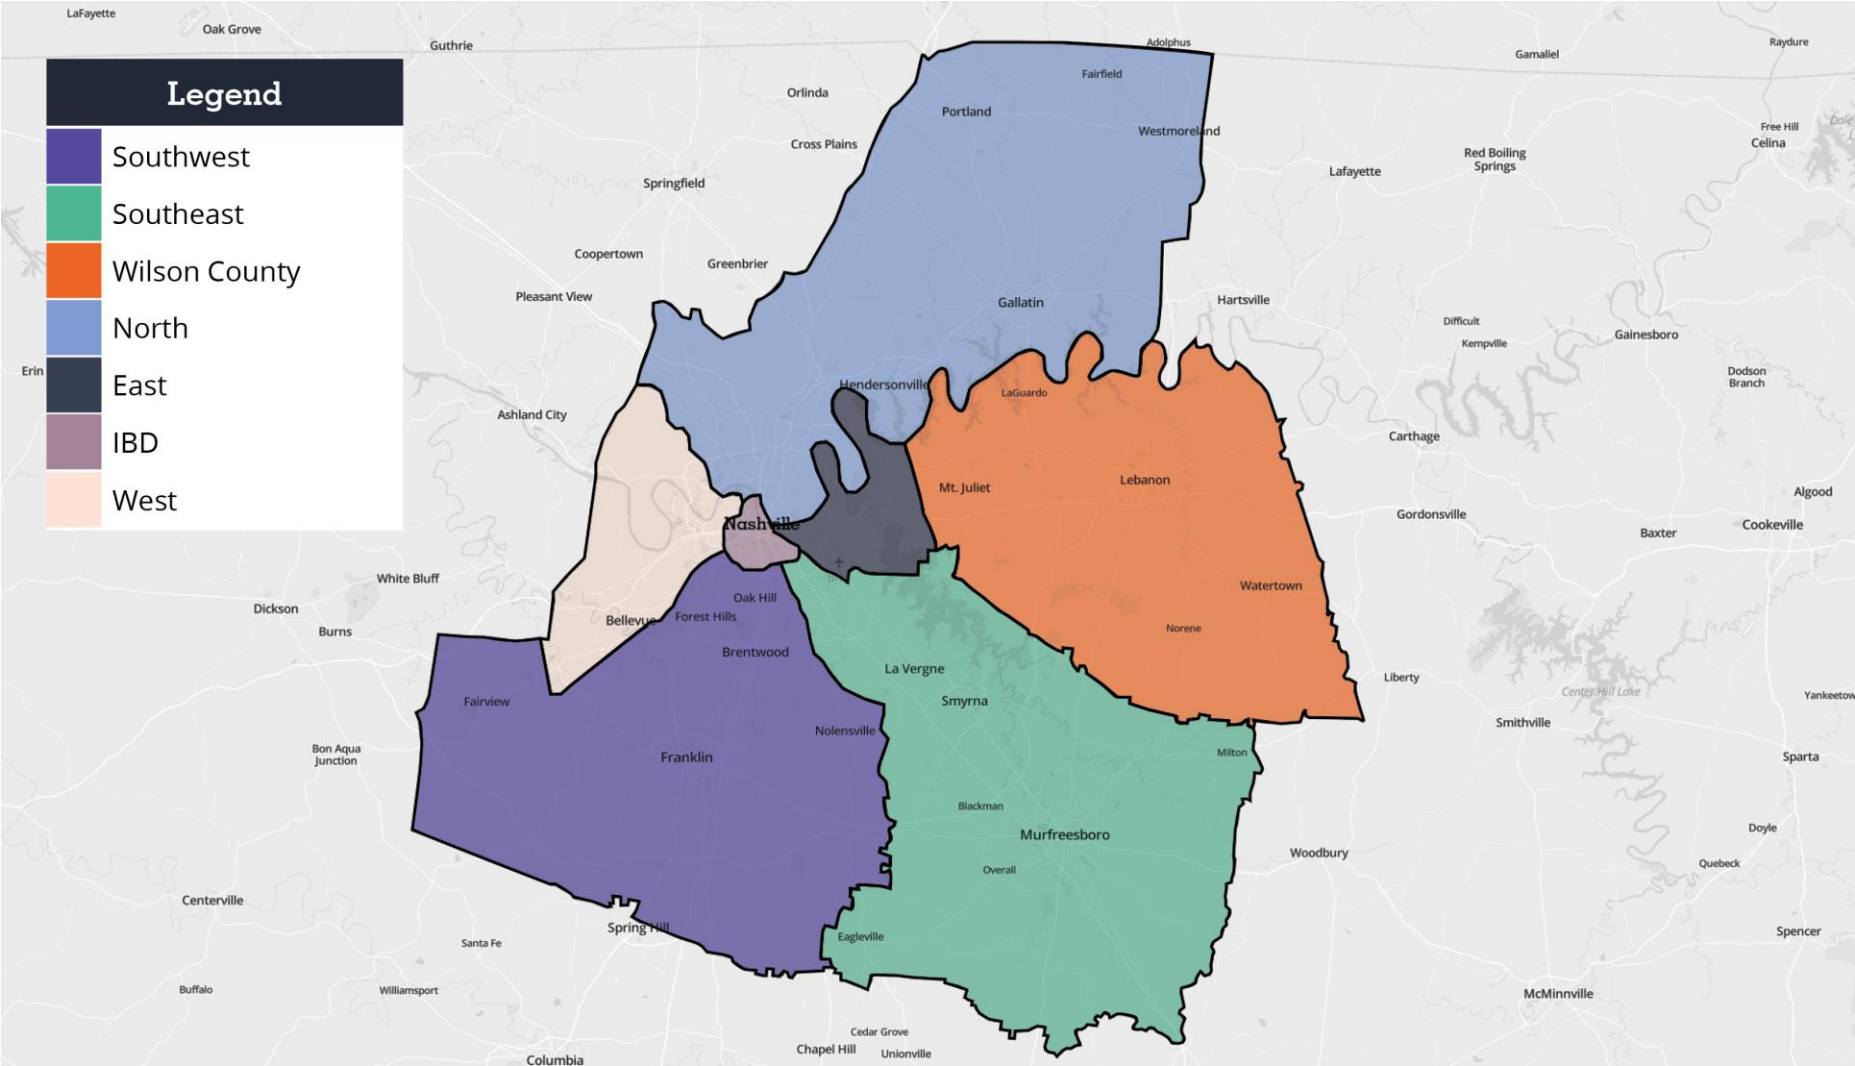 LaFayette
Oak Grove
Guthrie
Adolphus
Gamaliel
Raydure
Legend
Southwest
Southeast
Wilson County
North
East
IBD
West
Fairfield
Orlinda
Portland
Westmoreland
Free Hill
Celina
Cross Plains
Red Boiling
Springs
Lafayette
Springfield
Coopertown
Greenbrier
Pleasant View
Gallatin
Hartsville
Difficult
Kempville
Gainesboro
Erin
Hendersonville
LaGuardo
Dodson
Branch
Ashland City
Carthage
Mt. Juliet
Lebanon
Algood
Gordonsville
Cookeville
Baxter
Nashville
White Bluff
Watertown
Dickson
Oak Hill
Burns
Bellevue
Forest Hills
Norene
Brentwood
La Vergne
Liberty
Center Hill Lake
Fairview
Smyrna
Smithville
Nolensville
Bon Aqua
Junction
Franklin
Milton
Sparta
Blackman
Murfreesboro
Doyle
Woodbury
Quebeck
Overall
Centerville
Spring Hill
Eagleville
Spencer
Santa Fe
Buffalo
Williamsport
McMinnville
Cedar Grove
Chapel Hill
Unionville
Columbia